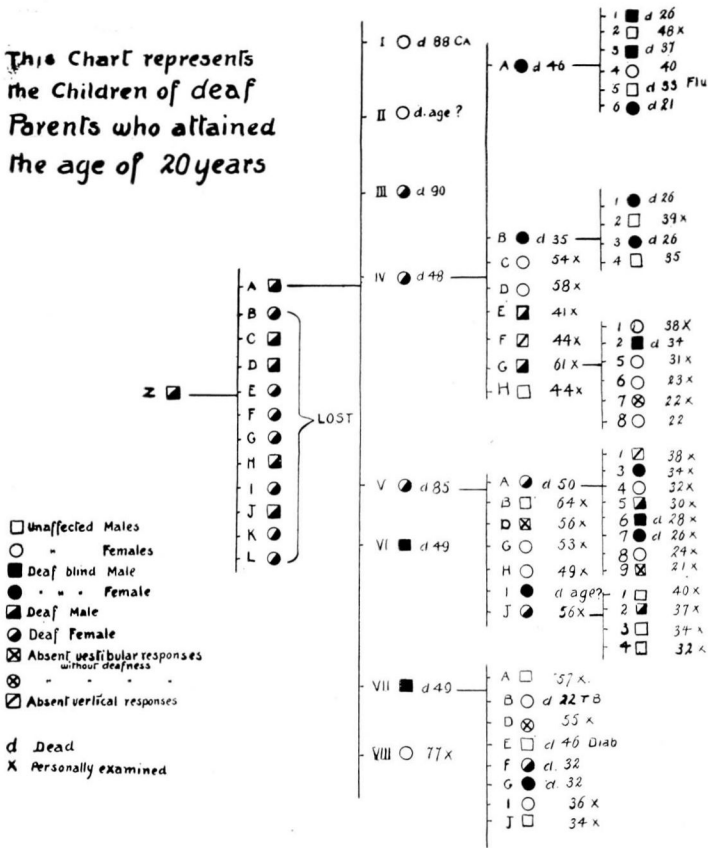 This Chart represents
the Children of deaf
Parents who attained
the age of 20 years
Z
A
B
C
D
E
F
G
H
I
J
K
L
LOST
I d 88 CA
II d. age ?
III d 90
IV d 48
V d 85
VI d 49
VII d 49
VIII 77 x
A d 46
B d 35
C 54 x
D 58 x
E 41 x
F 44 x
G 61 x
H 44 x
A d 50
B 64 x
D 56 x
G 53 x
H 49 x
I d age?
J 56 x
A 57 x.
B d 22 TB
D 55 x
E d 46 Diab
F d. 32
G d. 32
I 36 x
J 34 x
1 d 26
2 48 x
3 d 37
4 40
5 d 33 Flu
6 d 21
1 d 26
2 39 x
3 d 26
4 35
1 38 X
2 d 34
5 31 x
6 23 x
7 22 x
8 22
1 38 x
3 34 x
4 32 x
5 30 x
6 d 28 x
7 d 26 x
8 24 x
9 21 x
1 40 x
2 37 x
3 34 x
4 32 x
Unaffected Males
" Females
Deaf blind Male
" " " Female
Deaf Male
Deaf Female
Absent vestibular responses
without deafness
" " "
Absent vertical responses
d Dead
X Personally examined